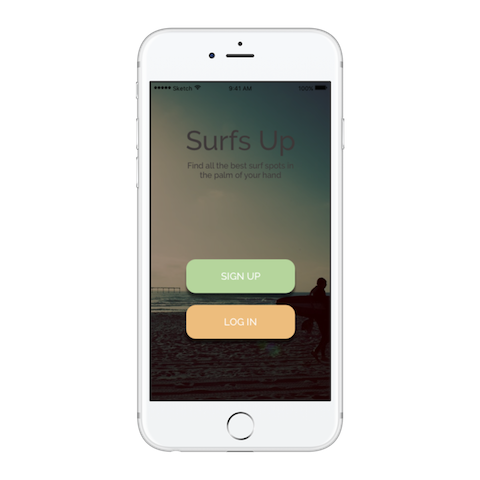 Sketch 9:41 AM 100%
Surfs Up
Find all the best surf spots in
the palm of your hand
SIGN UP
LOG IN